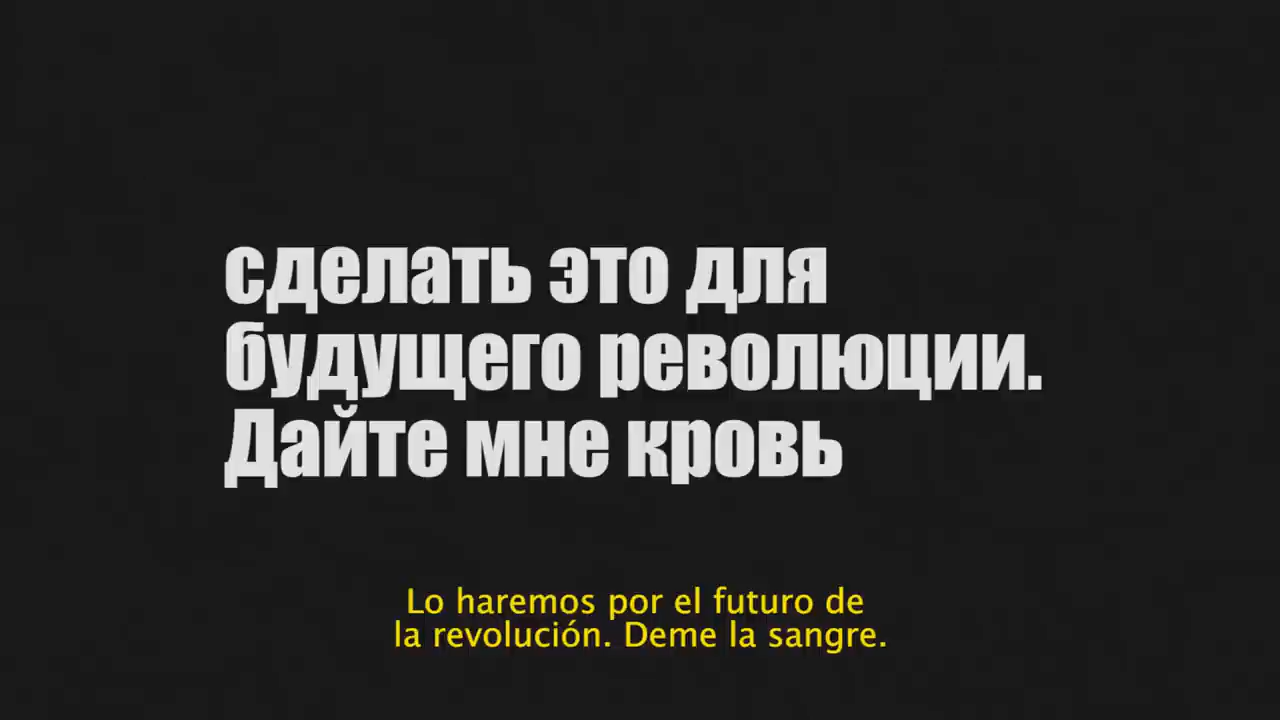 сделать это для
будущего революции.
Дайте мне кровь
Lo haremos por el futuro de
la revolución. Deme la sangre.